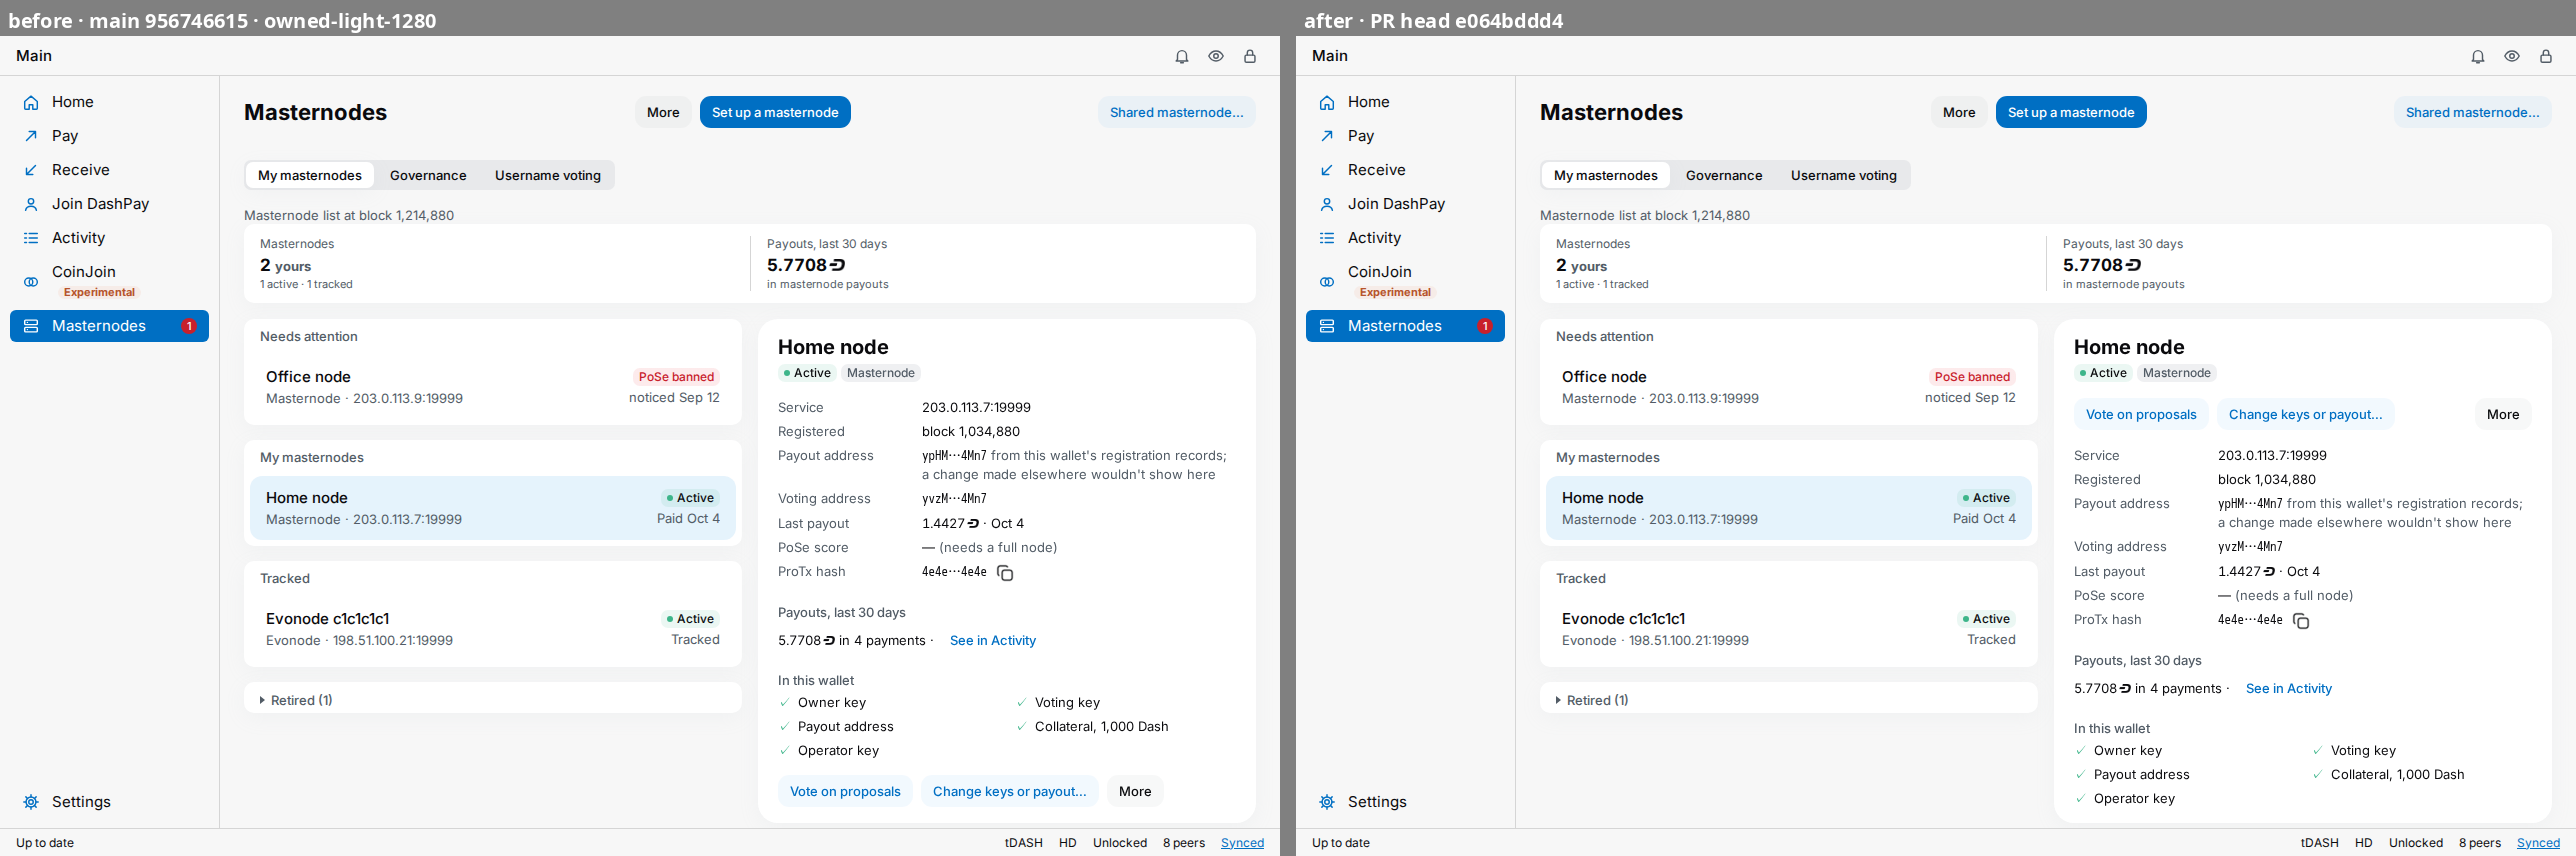 before · main 956746615 · owned-light-1280
Main
Home
Pay
Receive
Join DashPay
Activity
CoinJoin
Experimental
Masternodes 1
Settings
Masternodes
More
Set up a masternode
Shared masternode...
My masternodes
Governance
Username voting
Masternode list at block 1,214,880
Masternodes
2 yours
1 active · 1 tracked
Payouts, last 30 days
5.7708
in masternode payouts
Needs attention
Office node
PoSe banned
Masternode · 203.0.113.9:19999
noticed Sep 12
My masternodes
Home node
Active
Masternode · 203.0.113.7:19999
Paid Oct 4
Tracked
Evonode c1c1c1c1
Active
Evonode · 198.51.100.21:19999
Tracked
Retired (1)
Home node
Active
Masternode
Service 203.0.113.7:19999
Registered block 1,034,880
Payout address ypHM···4Mn7 from this wallet's registration records;
a change made elsewhere wouldn't show here
Voting address yvzM···4Mn7
Last payout 1.4427 · Oct 4
PoSe score — (needs a full node)
ProTx hash 4e4e···4e4e
Payouts, last 30 days
5.7708 in 4 payments · See in Activity
In this wallet
✓ Owner key ✓ Voting key
✓ Payout address ✓ Collateral, 1,000 Dash
✓ Operator key
Vote on proposals
Change keys or payout...
More
Up to date
tDASH HD Unlocked 8 peers Synced
after · PR head e064bddd4
Main
Home
Pay
Receive
Join DashPay
Activity
CoinJoin
Experimental
Masternodes 1
Settings
Masternodes
More
Set up a masternode
Shared masternode...
My masternodes
Governance
Username voting
Masternode list at block 1,214,880
Masternodes
2 yours
1 active · 1 tracked
Payouts, last 30 days
5.7708
in masternode payouts
Needs attention
Office node
PoSe banned
Masternode · 203.0.113.9:19999
noticed Sep 12
My masternodes
Home node
Active
Masternode · 203.0.113.7:19999
Paid Oct 4
Tracked
Evonode c1c1c1c1
Active
Evonode · 198.51.100.21:19999
Tracked
Retired (1)
Home node
Active
Masternode
Vote on proposals
Change keys or payout...
More
Service 203.0.113.7:19999
Registered block 1,034,880
Payout address ypHM···4Mn7 from this wallet's registration records;
a change made elsewhere wouldn't show here
Voting address yvzM···4Mn7
Last payout 1.4427 · Oct 4
PoSe score — (needs a full node)
ProTx hash 4e4e···4e4e
Payouts, last 30 days
5.7708 in 4 payments · See in Activity
In this wallet
✓ Owner key ✓ Voting key
✓ Payout address ✓ Collateral, 1,000 Dash
✓ Operator key
Up to date
tDASH HD Unlocked 8 peers Synced